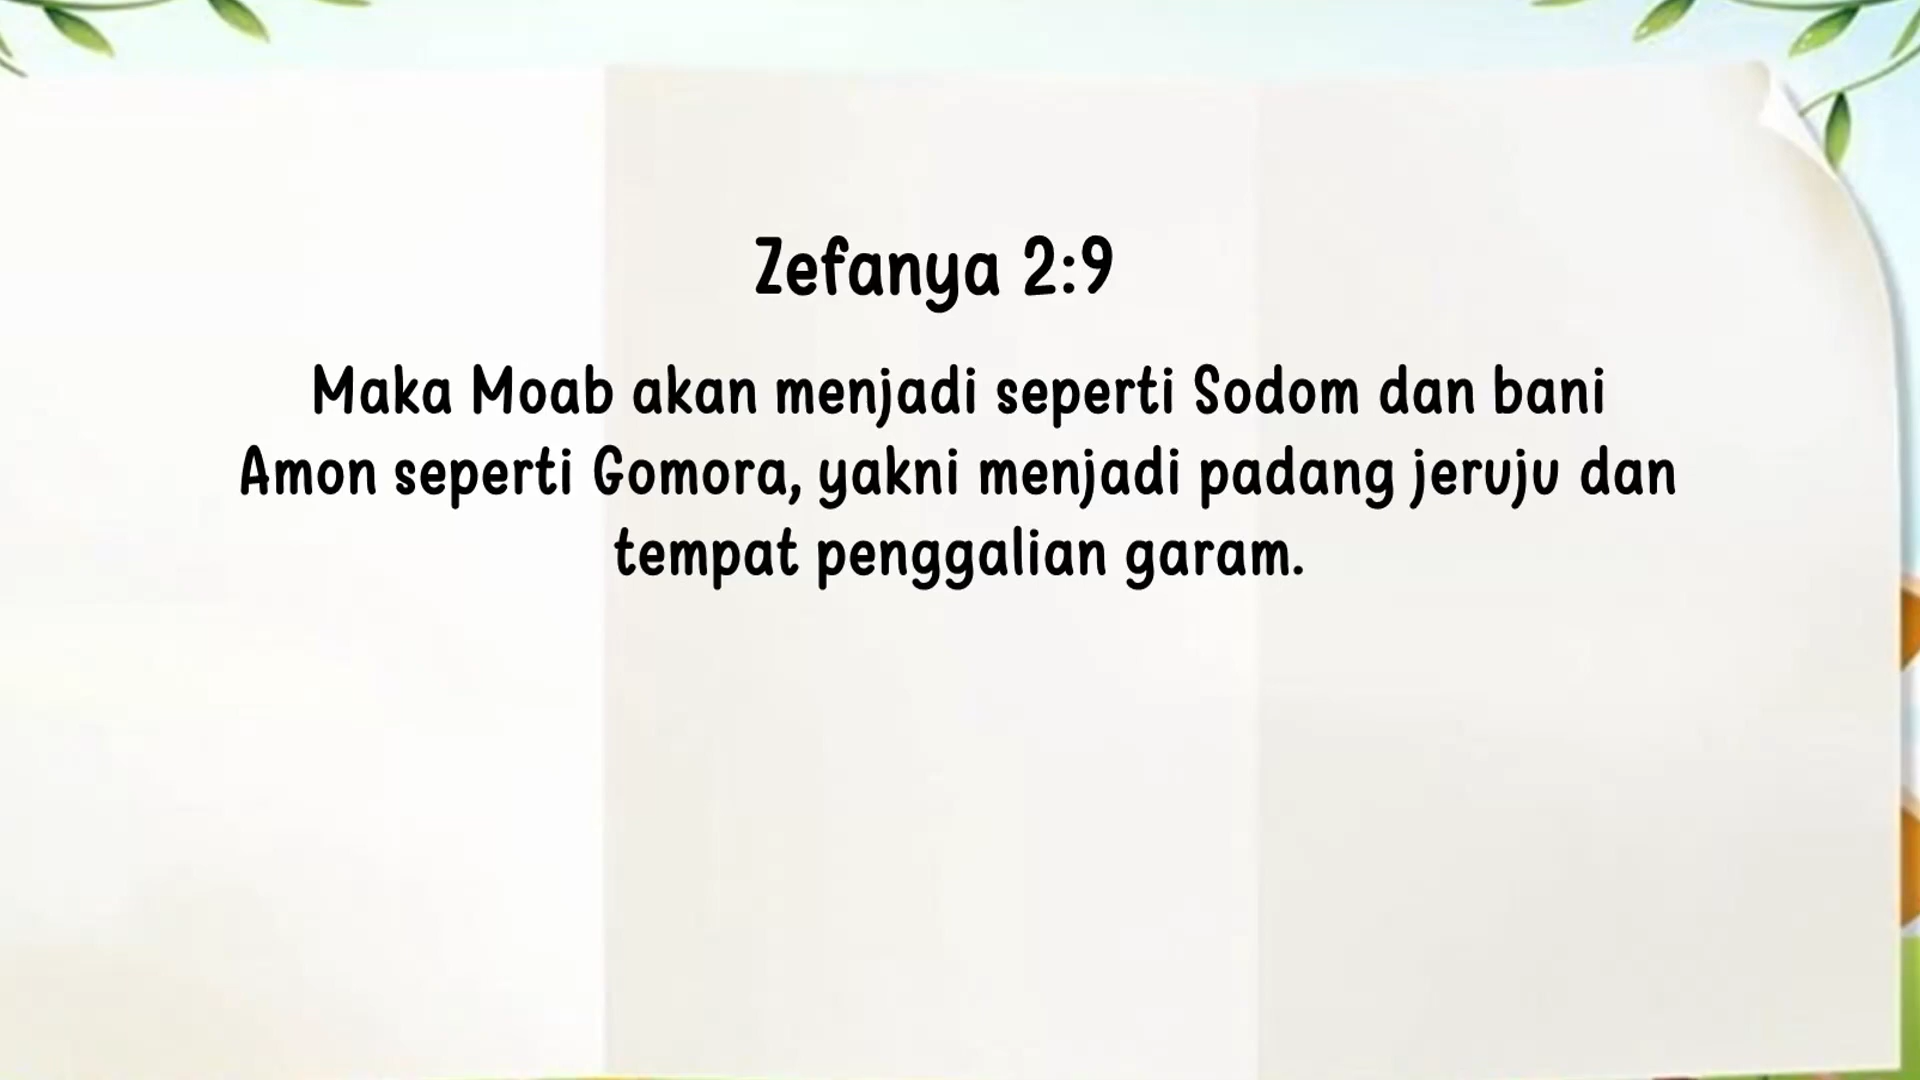 Zefanya 2:9
Maka Moab akan menjadi seperti Sodom dan bani
Amon seperti Gomora, yakni menjadi padang jeruju dan
tempat penggalian garam.